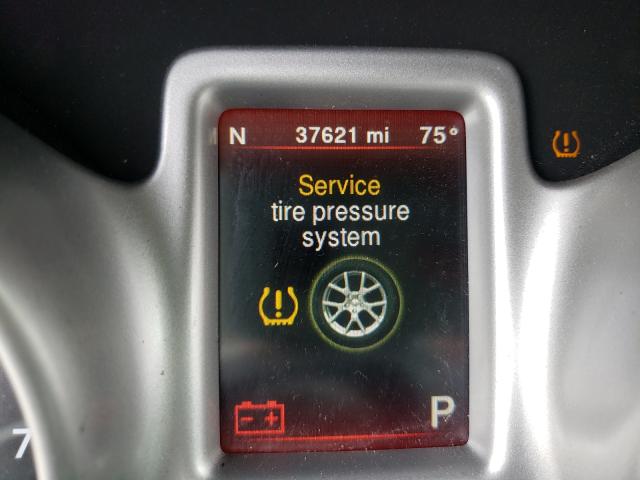 N 37621 mi 75°
Service
tire pressure
system
P
7